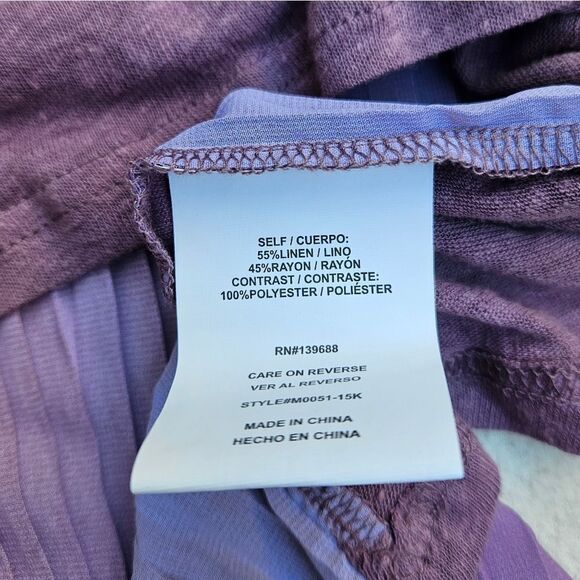 SELF / CUERPO:
55%LINEN / LINO
45%RAYON / RAYÓN
CONTRAST / CONTRASTE:
100%POLYESTER / POLIÉSTER
RN#139688
CARE ON REVERSE
VER AL REVERSO
STYLE#M0051-15K
MADE IN CHINA
HECHO EN CHINA